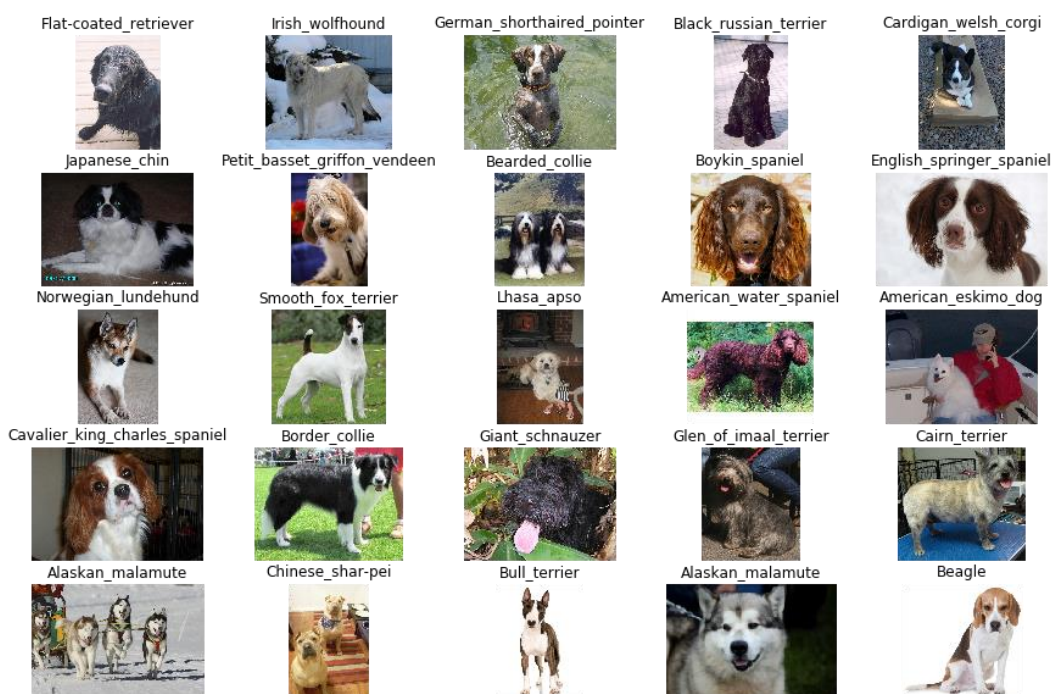 Flat-coated_retriever
Irish_wolfhound
German_shorthaired_pointer
Black_russian_terrier
Cardigan_welsh_corgi
Japanese_chin
Petit_basset_griffon_vendeen
Bearded_collie
Boykin_spaniel
English_springer_spaniel
Norwegian_lundehund
Smooth_fox_terrier
Lhasa_apso
American_water_spaniel
American_eskimo_dog
Cavalier_king_charles_spaniel
Border_collie
Giant_schnauzer
Glen_of_imaal_terrier
Cairn_terrier
Alaskan_malamute
Chinese_shar-pei
Bull_terrier
Alaskan_malamute
Beagle